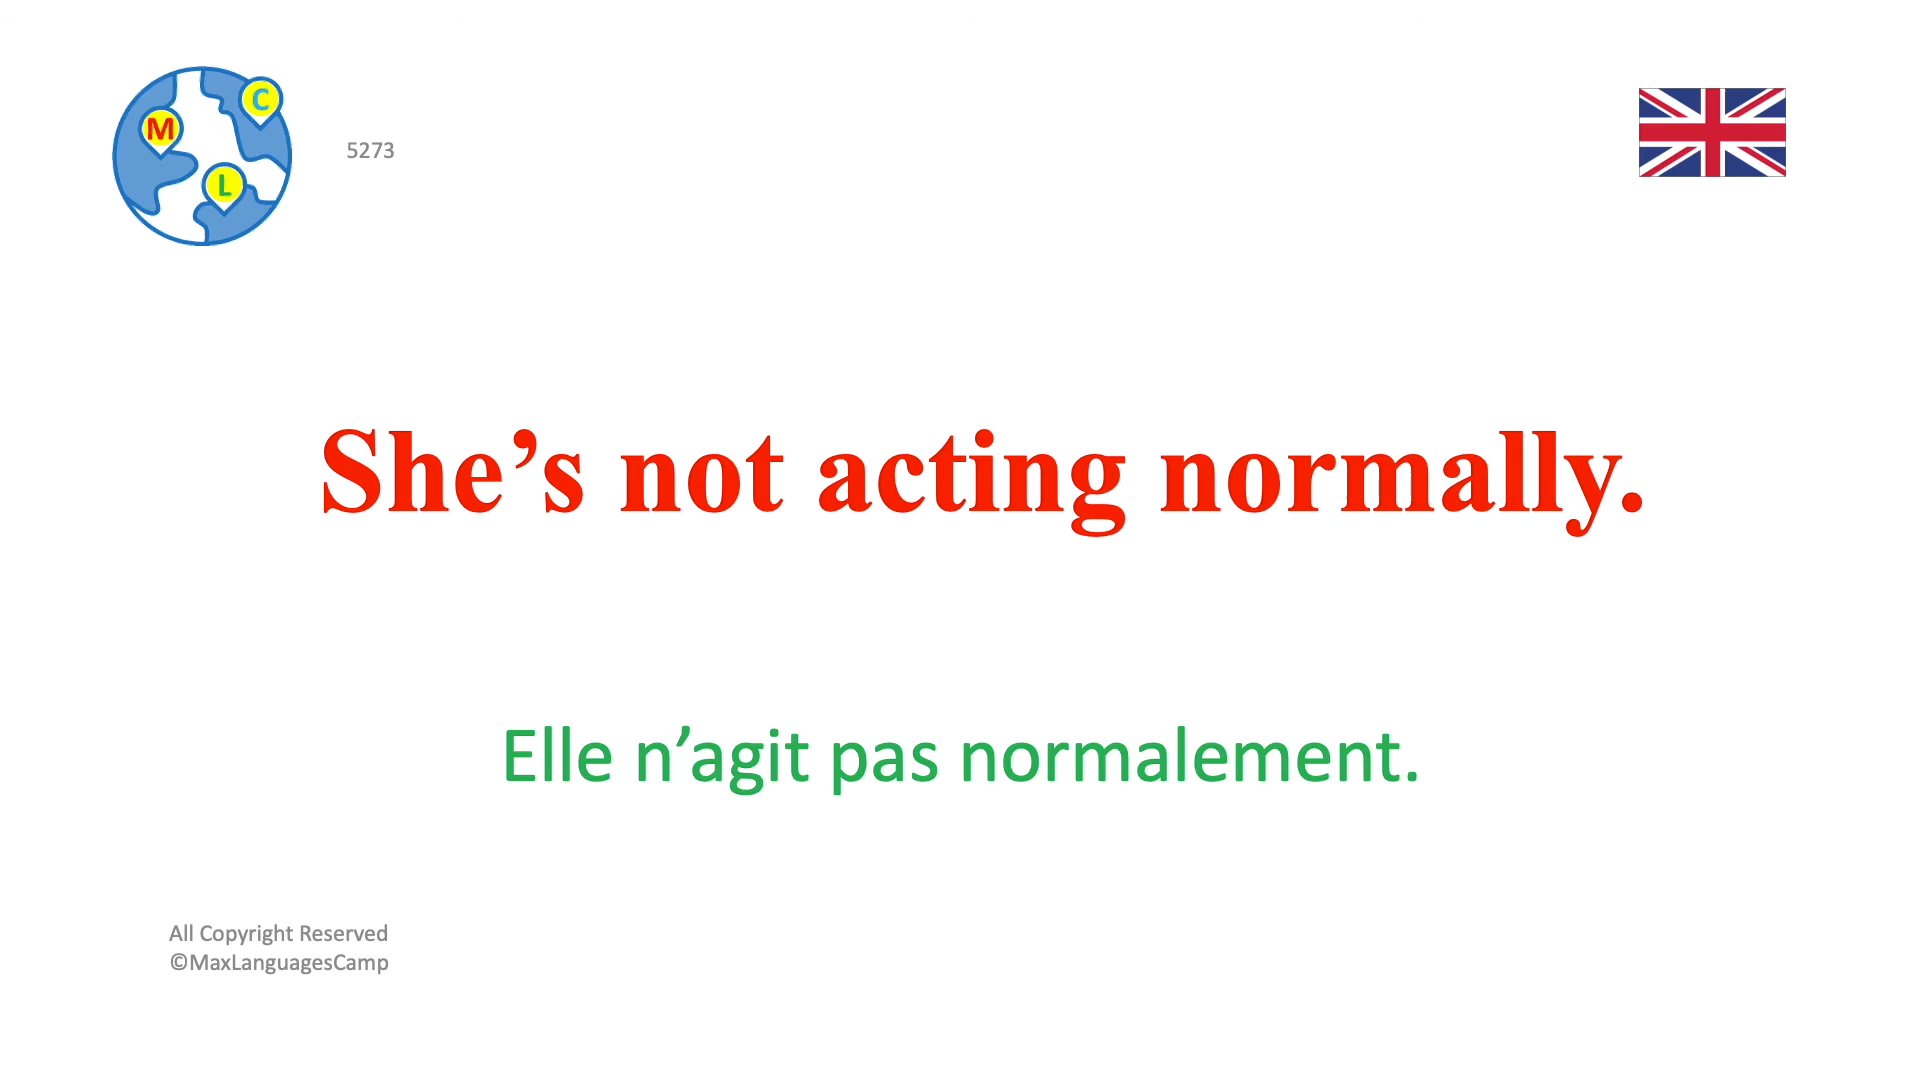 C
M
L
5273
She’s not acting normally.
Elle n’agit pas normalement.
All Copyright Reserved
©MaxLanguagesCamp